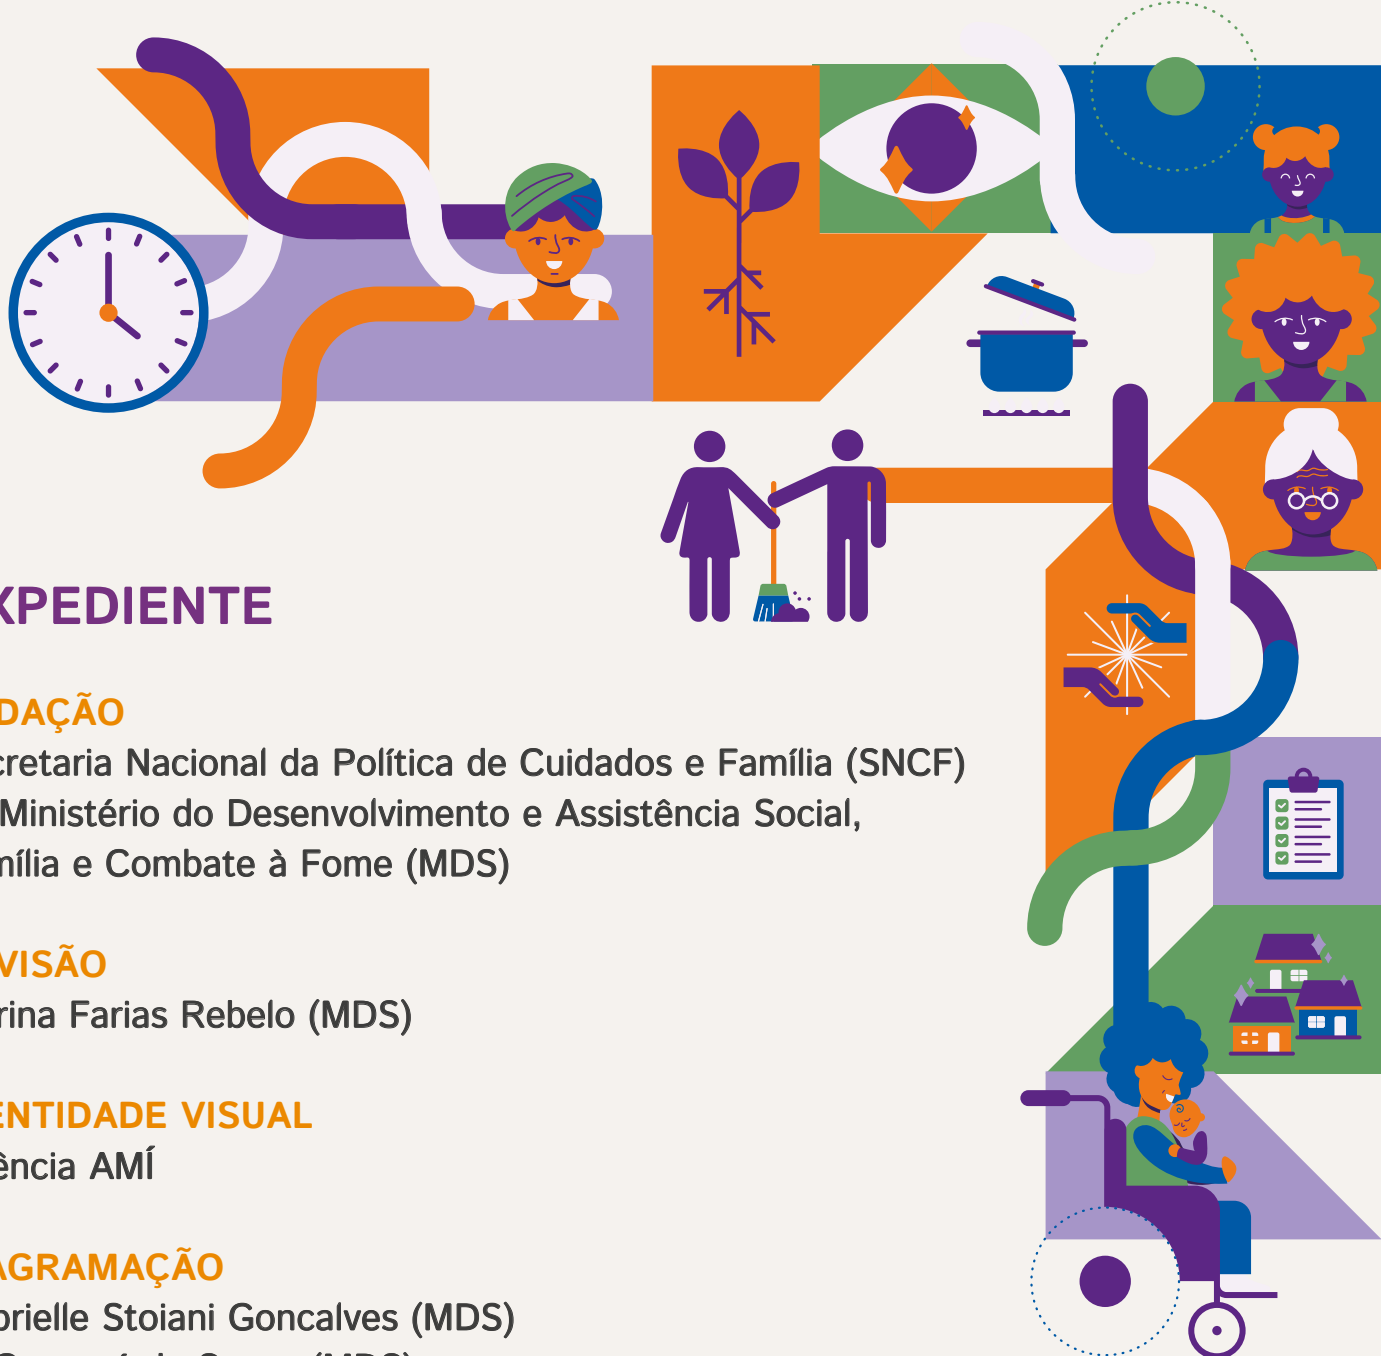 XPEDIENTE
DAÇÃO
cretaria Nacional da Política de Cuidados e Família (SNCF)
Ministério do Desenvolvimento e Assistência Social,
mília e Combate à Fome (MDS)
VISÃO
rina Farias Rebelo (MDS)
ENTIDADE VISUAL
ência AMÍ
AGRAMAÇÃO
brielle Stoiani Goncalves (MDS)
(MDS)